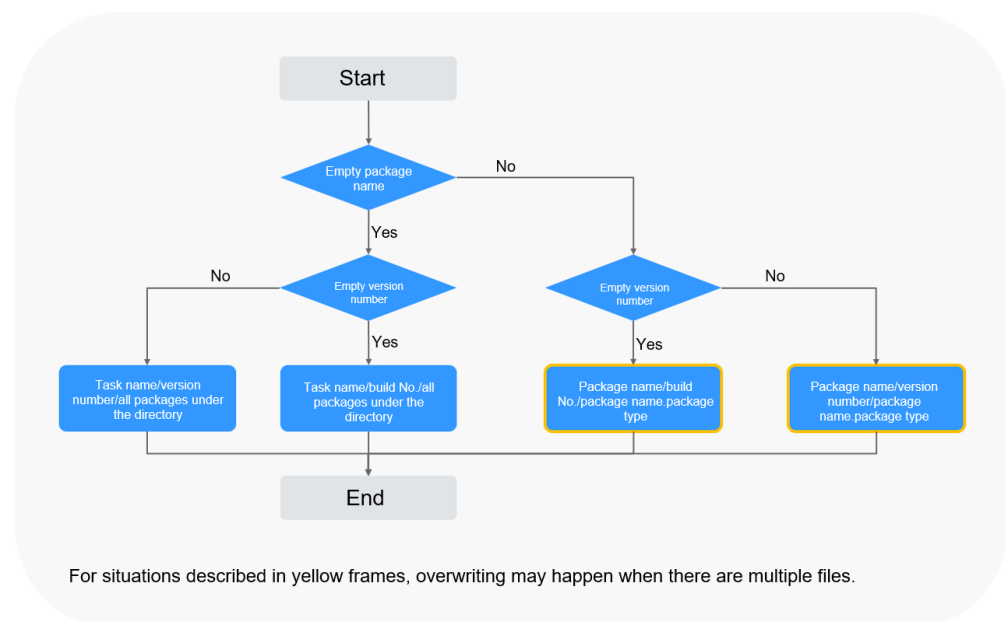 Start
Empty package
name
No
Yes
No
Empty version
number
Empty version
number
No
Yes
Yes
Task name/version
number/all packages under
the directory
Task name/build No./all
packages under the
directory
Package name/build
No./package name.package
type
Package name/version
number/package
name.package type
End
For situations described in yellow frames, overwriting may happen when there are multiple files.